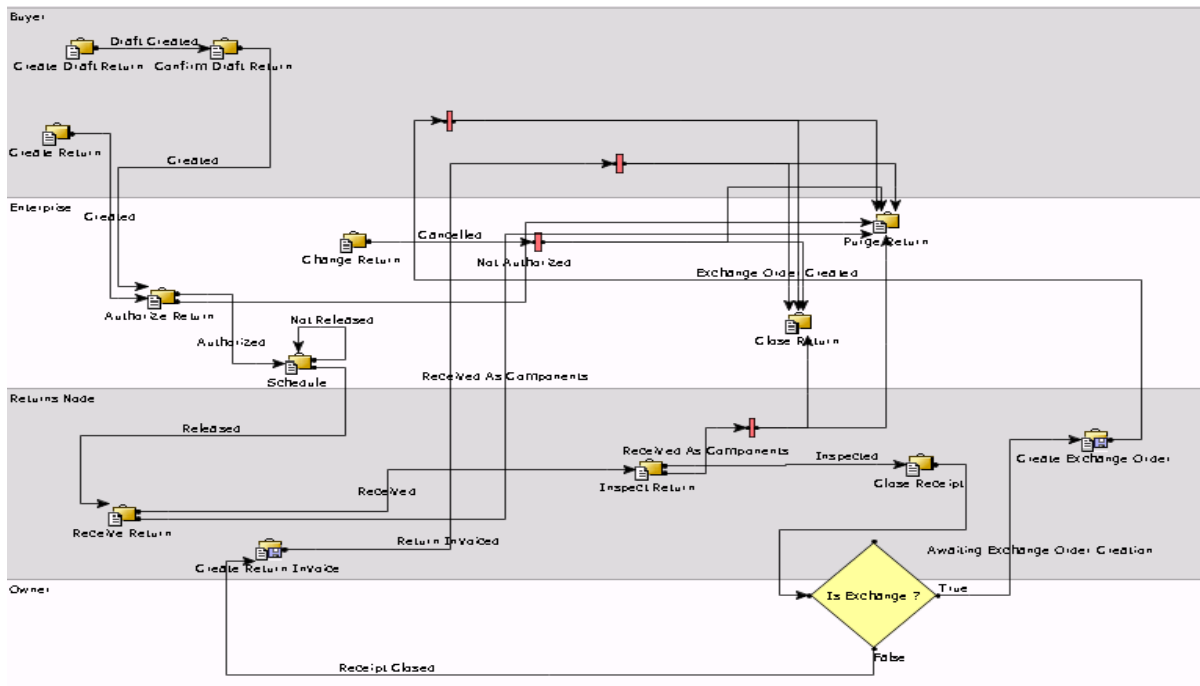 Buyer
Draft Created
Create Draft Return
Confirm Draft Return
Create Return
Created
Enterprise
Created
Cancelled
Change Return
Not Authorized
Purge Return
Exchange Order Created
Authorize Return
Not Released
Authorized
Close Return
Schedule
Received As Components
Returns Node
Released
Received As Components
Inspected
Create Exchange Order
Inspect Return
Close Receipt
Received
Receive Return
Return Invoiced
Awaiting Exchange Order Creation
Create Return Invoice
Owner
Is Exchange ?
True
False
Receipt Closed